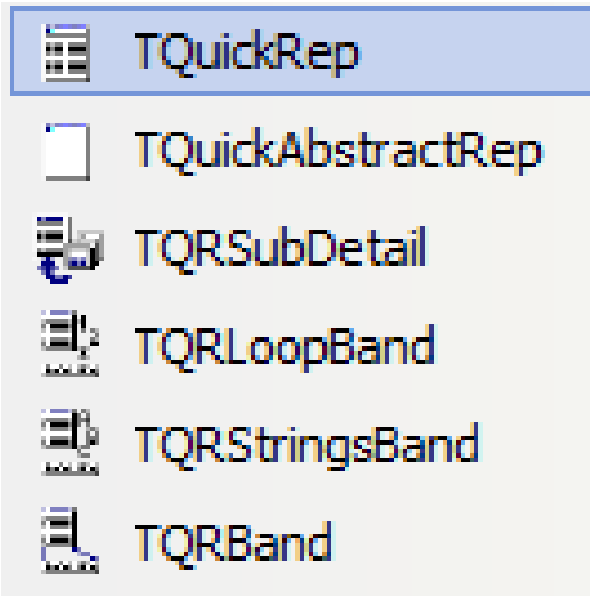 TQuickRep
TQuickAbstractRep
TQRSubDetail
TQRLoopBand
TQRStringsBand
TQRBand